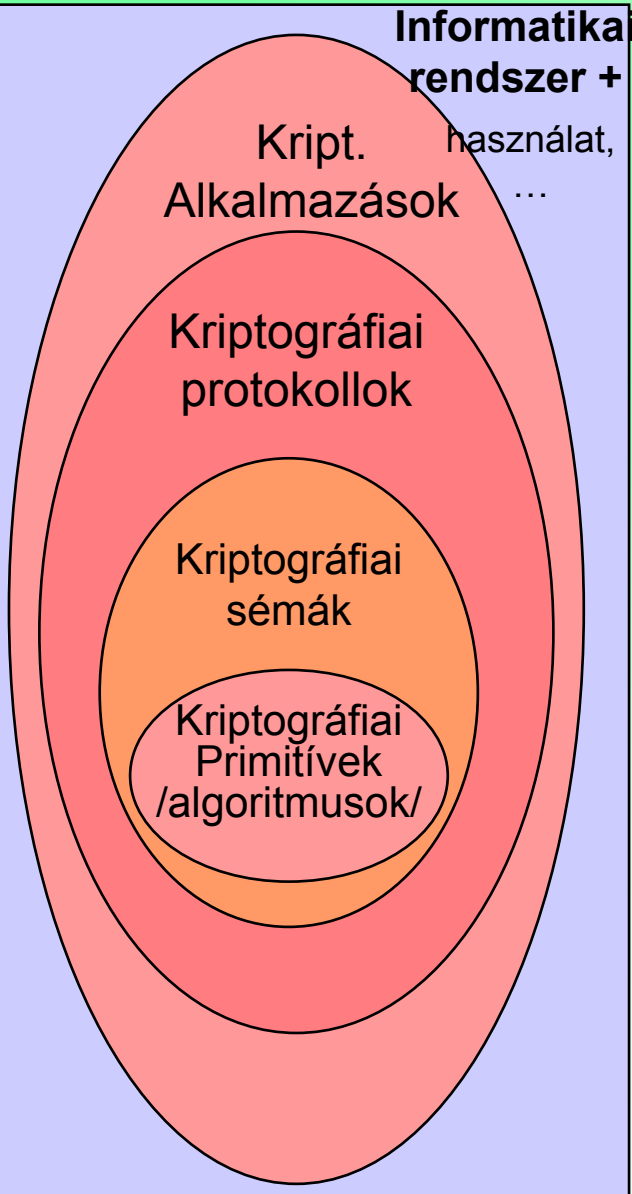 Informatikai
rendszer +
használat,
…
Kript.
Alkalmazások
Kriptográfiai
protokollok
Kriptográfiai
sémák
Kriptográfiai
Primitívek
/algoritmusok/